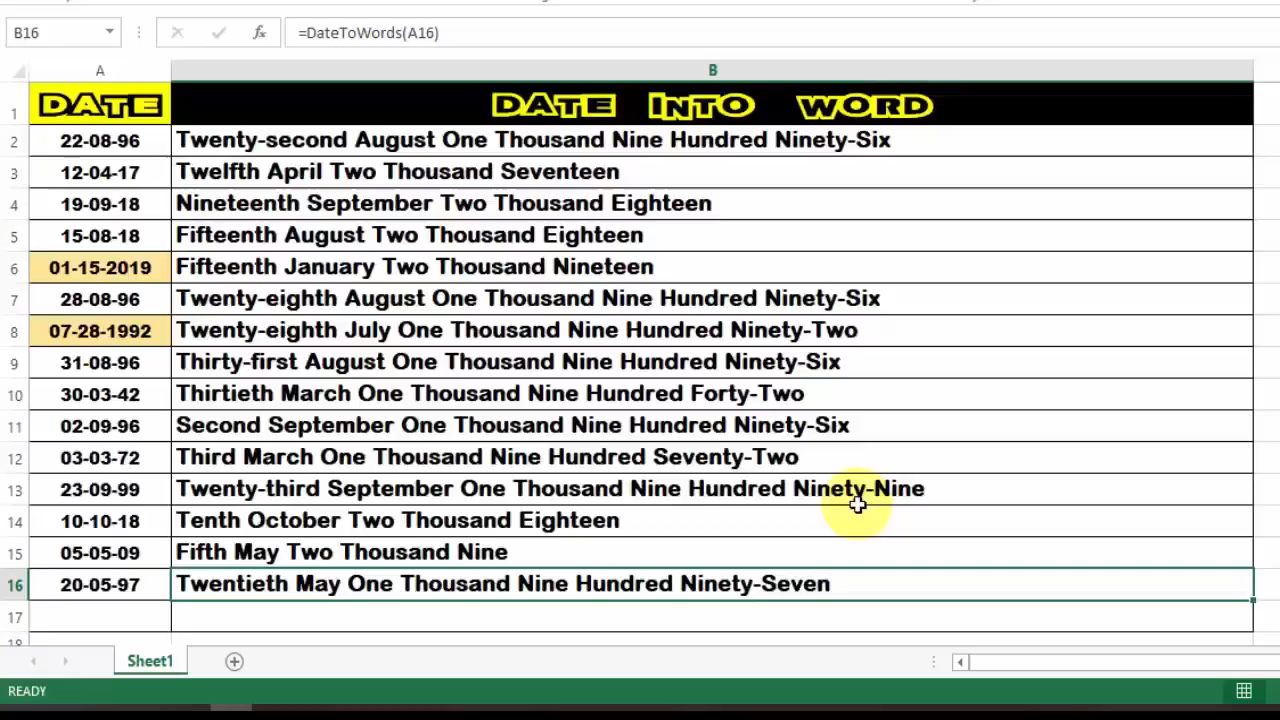 B16 fx =DateToWords(A16)
A B
1 DATE DATE INTO WORD
2 22-08-96 Twenty-second August One Thousand Nine Hundred Ninety-Six
3 12-04-17 Twelfth April Two Thousand Seventeen
4 19-09-18 Nineteenth September Two Thousand Eighteen
5 15-08-18 Fifteenth August Two Thousand Eighteen
6 01-15-2019 Fifteenth January Two Thousand Nineteen
7 28-08-96 Twenty-eighth August One Thousand Nine Hundred Ninety-Six
8 07-28-1992 Twenty-eighth July One Thousand Nine Hundred Ninety-Two
9 31-08-96 Thirty-first August One Thousand Nine Hundred Ninety-Six
10 30-03-42 Thirtieth March One Thousand Nine Hundred Forty-Two
11 02-09-96 Second September One Thousand Nine Hundred Ninety-Six
12 03-03-72 Third March One Thousand Nine Hundred Seventy-Two
13 23-09-99 Twenty-third September One Thousand Nine Hundred Ninety-Nine
14 10-10-18 Tenth October Two Thousand Eighteen
15 05-05-09 Fifth May Two Thousand Nine
16 20-05-97 Twentieth May One Thousand Nine Hundred Ninety-Seven
17
18
Sheet1
READY